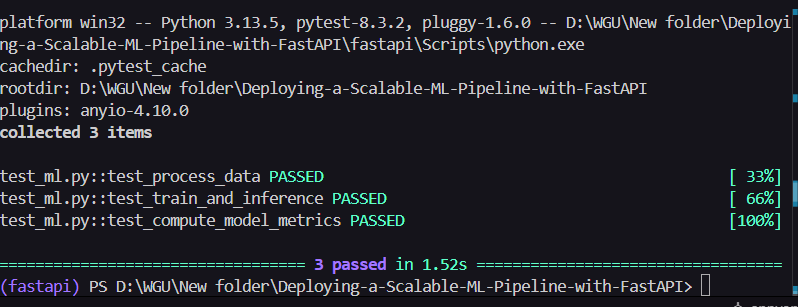 platform win32 -- Python 3.13.5, pytest-8.3.2, pluggy-1.6.0 -- D:\WGU\New folder\Deployi
ng-a-Scalable-ML-Pipeline-with-FastAPI\fastapi\Scripts\python.exe
cachedir: .pytest_cache
rootdir: D:\WGU\New folder\Deploying-a-Scalable-ML-Pipeline-with-FastAPI
plugins: anyio-4.10.0
collected 3 items
test_ml.py::test_process_data PASSED [ 33%]
test_ml.py::test_train_and_inference PASSED [ 66%]
test_ml.py::test_compute_model_metrics PASSED [100%]
================================= 3 passed in 1.52s =================================
(fastapi) PS D:\WGU\New folder\Deploying-a-Scalable-ML-Pipeline-with-FastAPI>